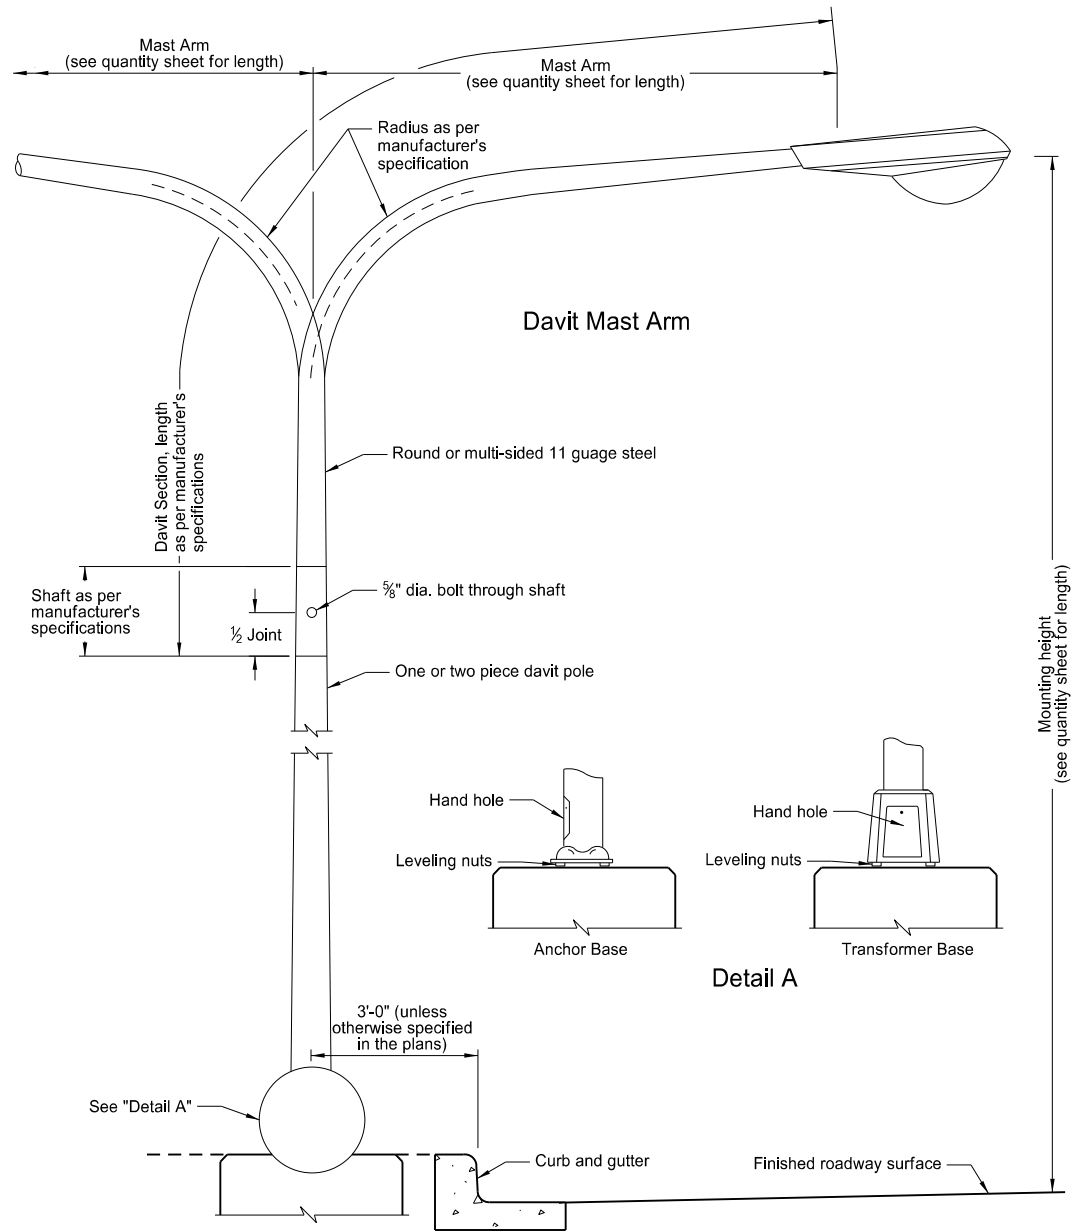 Mast Arm
(see quantity sheet for length)
Mast Arm
(see quantity sheet for length)
Radius as per
manufacturer's
specification
Davit Mast Arm
Davit Section, length
as per manufacturer's
specifications
Round or multi-sided 11 guage steel
Shaft as per
manufacturer's
specifications
⅝" dia. bolt through shaft
½ Joint
One or two piece davit pole
Mounting height
(see quantity sheet for length)
Hand hole
Leveling nuts
Anchor Base
Hand hole
Leveling nuts
Transformer Base
Detail A
3'-0" (unless
otherwise specified
in the plans)
See "Detail A"
Curb and gutter
Finished roadway surface